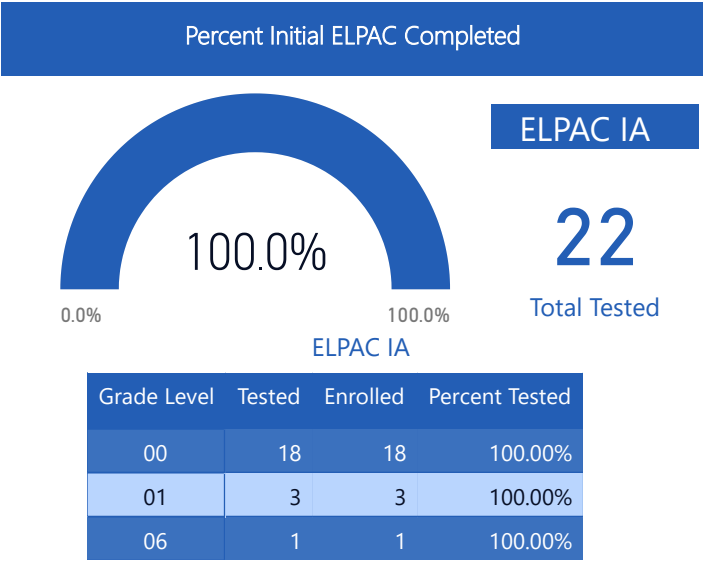 Percent Initial ELPAC Completed
ELPAC IA
100.0%
22
0.0%
100.0%
Total Tested
ELPAC IA
Grade Level Tested Enrolled Percent Tested
00 18 18 100.00%
01 3 3 100.00%
06 1 1 100.00%